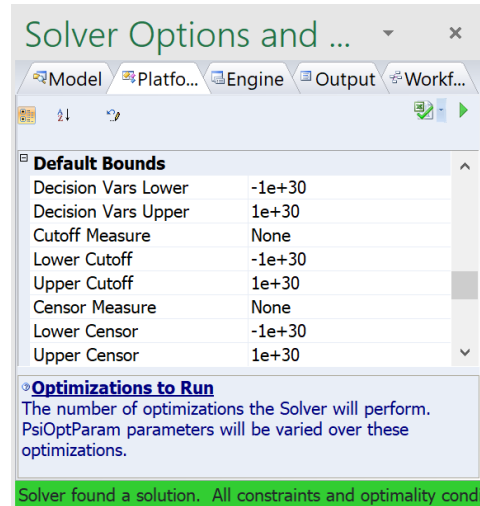 Solver Options and ...
Model Platfo... Engine Output Workf...
Default Bounds
Decision Vars Lower -1e+30
Decision Vars Upper 1e+30
Cutoff Measure None
Lower Cutoff -1e+30
Upper Cutoff 1e+30
Censor Measure None
Lower Censor -1e+30
Upper Censor 1e+30
Optimizations to Run
The number of optimizations the Solver will perform.
PsiOptParam parameters will be varied over these
optimizations.
Solver found a solution. All constraints and optimality cond